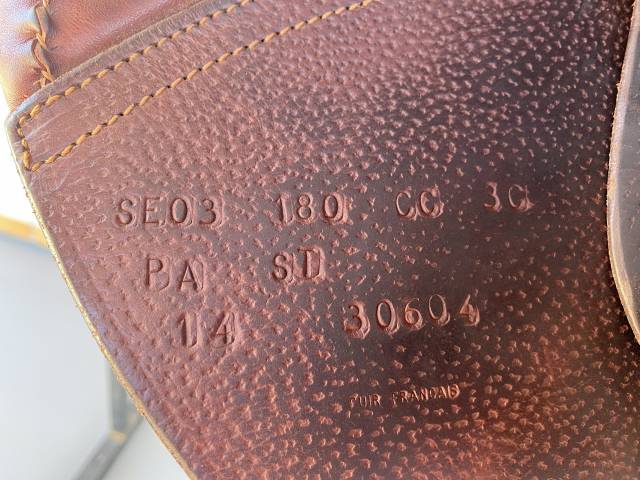 SE03 180 CC 3C
PA SD
14 30604
CUIR FRANCAIS